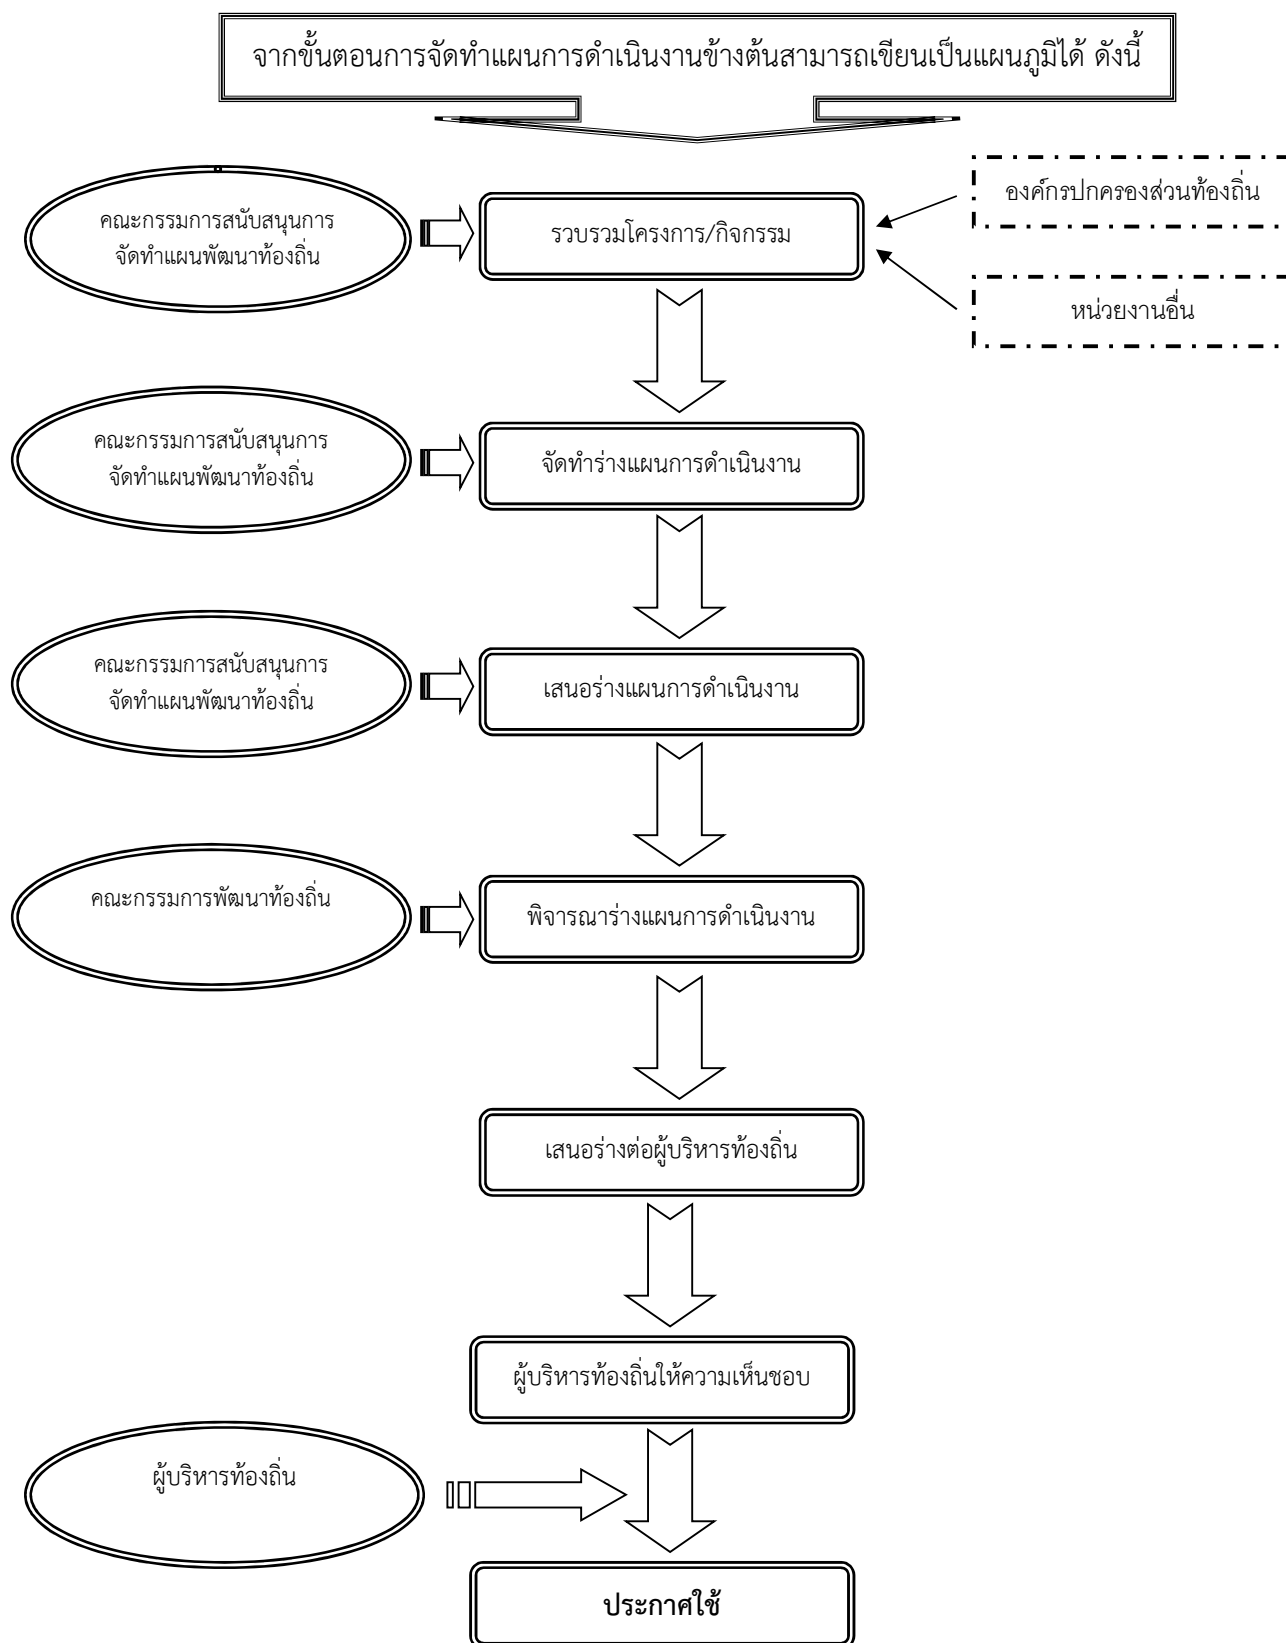 จากขั้นตอนการจัดทำแผนการดำเนินงานข้างต้นสามารถเขียนเป็นแผนภูมิได้ ดังนี้
คณะกรรมการสนับสนุนการ
จัดทำแผนพัฒนาท้องถิ่น
รวบรวมโครงการ/กิจกรรม
องค์กรปกครองส่วนท้องถิ่น
หน่วยงานอื่น
คณะกรรมการสนับสนุนการ
จัดทำแผนพัฒนาท้องถิ่น
จัดทำร่างแผนการดำเนินงาน
คณะกรรมการสนับสนุนการ
จัดทำแผนพัฒนาท้องถิ่น
เสนอร่างแผนการดำเนินงาน
คณะกรรมการพัฒนาท้องถิ่น
พิจารณาร่างแผนการดำเนินงาน
เสนอร่างต่อผู้บริหารท้องถิ่น
ผู้บริหารท้องถิ่นให้ความเห็นชอบ
ผู้บริหารท้องถิ่น
ประกาศใช้